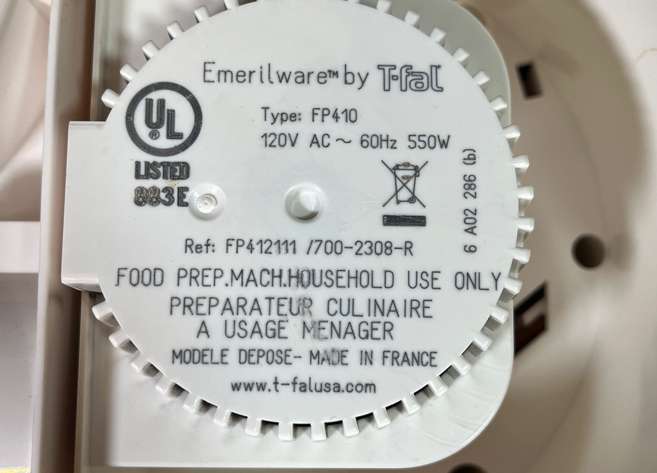 Emerilware™ by T-fal
UL
®
LISTED
883E
Type: FP410
120V AC ~ 60Hz 550W
6 A02 286 (b)
Ref: FP412111 /700-2308-R
FOOD PREP.MACH.HOUSEHOLD USE ONLY
PREPARATEUR CULINAIRE
A USAGE MENAGER
MODELE DEPOSE- MADE IN FRANCE
www.t-falusa.com